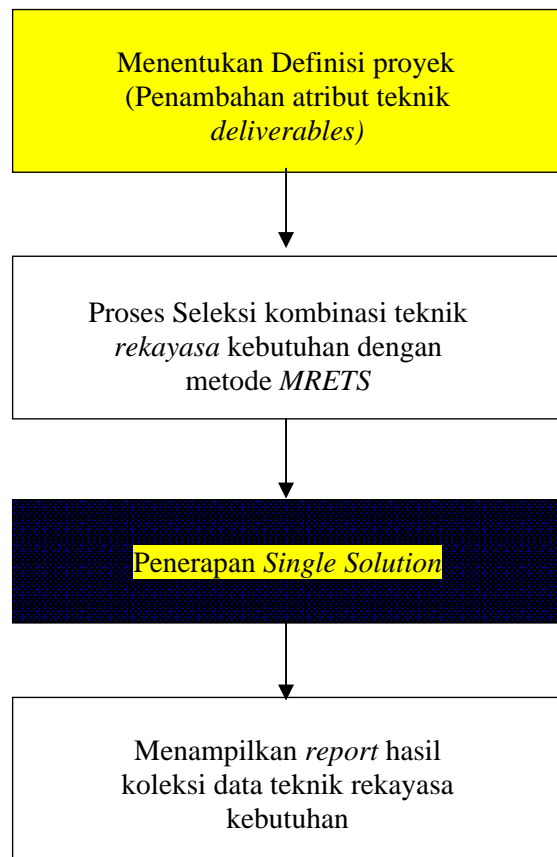 Menentukan Definisi proyek
(Penambahan atribut teknik
deliverables)
Proses Seleksi kombinasi teknik
rekayasa kebutuhan dengan
metode MRETS
Penerapan Single Solution
Menampilkan report hasil
koleksi data teknik rekayasa
kebutuhan